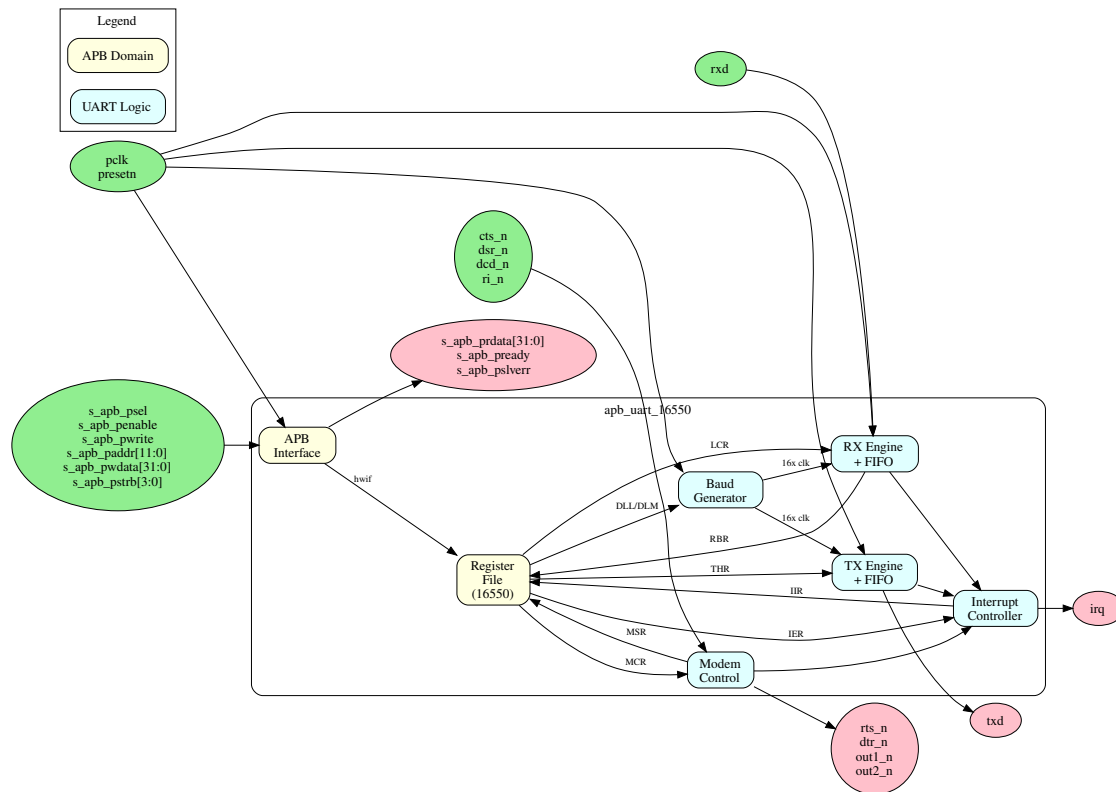 Legend
APB Domain
UART Logic
rxd
pclk
presetn
cts_n
dsr_n
dcd_n
ri_n
s_apb_prdata[31:0]
s_apb_pready
s_apb_pslverr
s_apb_psel
s_apb_penable
s_apb_pwrite
s_apb_paddr[11:0]
s_apb_pwdata[31:0]
s_apb_pstrb[3:0]
apb_uart_16550
APB
Interface
LCR
RX Engine
+ FIFO
hwif
16x clk
Baud
Generator
DLL/DLM
16x clk
RBR
Register
File
(16550)
THR
TX Engine
+ FIFO
IIR
Interrupt
Controller
irq
MSR
IER
MCR
Modem
Control
txd
rts_n
dtr_n
out1_n
out2_n